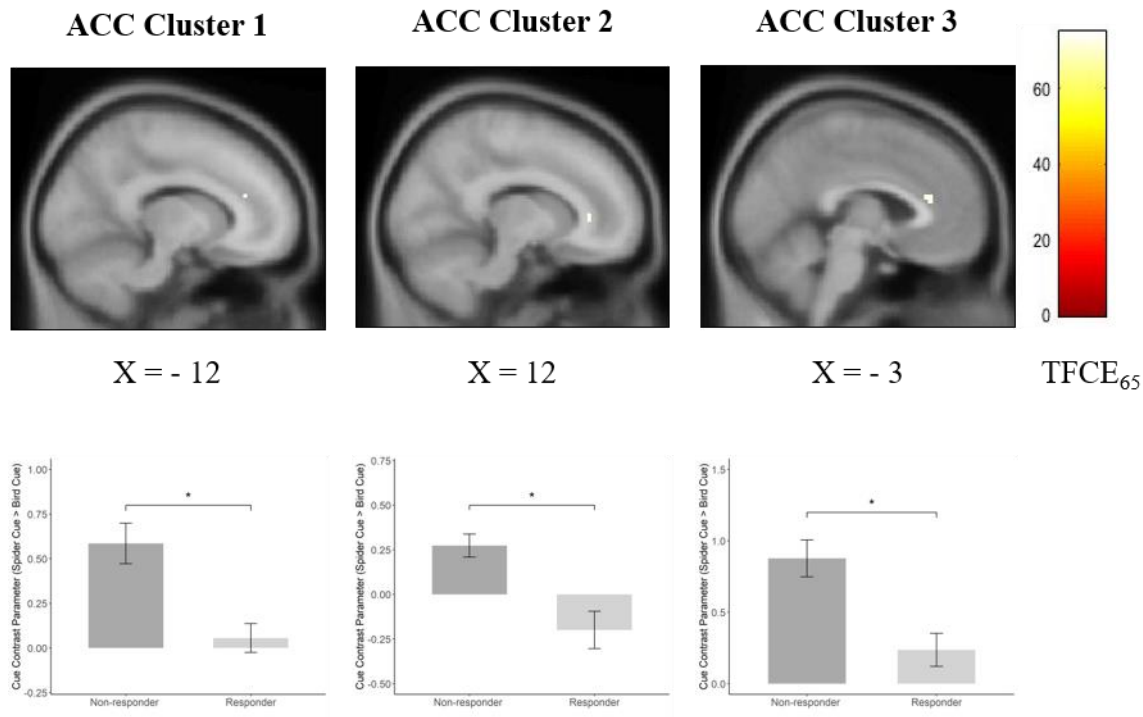 ACC Cluster 1
ACC Cluster 2
ACC Cluster 3
60
40
20
0
X = - 12
X = 12
X = - 3
TFCE65
Cue Contrast Parameter (Spider Cue > Bird Cue)
1.00
0.75
0.50
0.25
0.00
-0.25
*
Non-responder
Responder
Cue Contrast Parameter (Spider Cue > Bird Cue)
0.75
0.50
0.25
0.00
-0.25
-0.50
*
Non-responder
Responder
Cue Contrast Parameter (Spider Cue > Bird Cue)
1.5
1.0
0.5
0.0
*
Non-responder
Responder